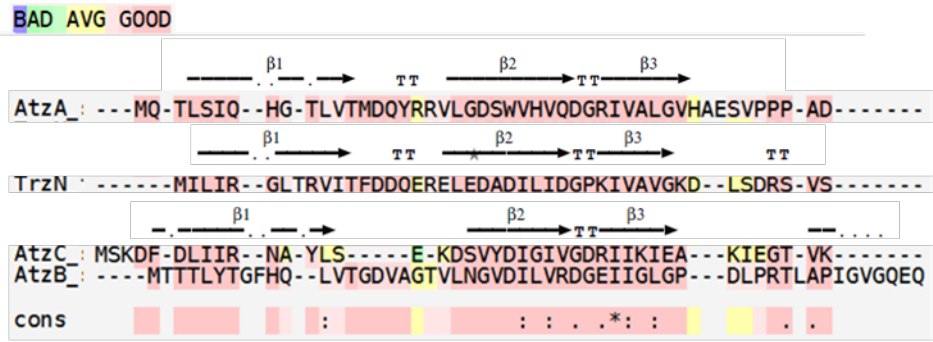 BAD AVG GOOD
β1 β2 β3
TT TT
AtzA_: ---MQ-TLSIQ--HG-TLVTMDQYRRVLGDSWVHVQDGRIVALGVHAESVPPP-AD-------
β1 β2 β3
TT TT TT
TrzN ------MILIR--GLTRVITFDDQERELEDADILIDGPKIVAVGKD--LSDRS-VS-------
β1 β2 β3
TT
AtzC_: MSKDF-DLIIR--NA-YLS-----E-KDSVYDIGIVGDRIIKIEA---KIEGT-VK-------
AtzB_: ----MTTTLYTGFHQ--LVTGDVAGTVLNGVDILVRDGEIIGLGP---DLPRTLAPIGVGQEQ
cons : : : . .*: : . .